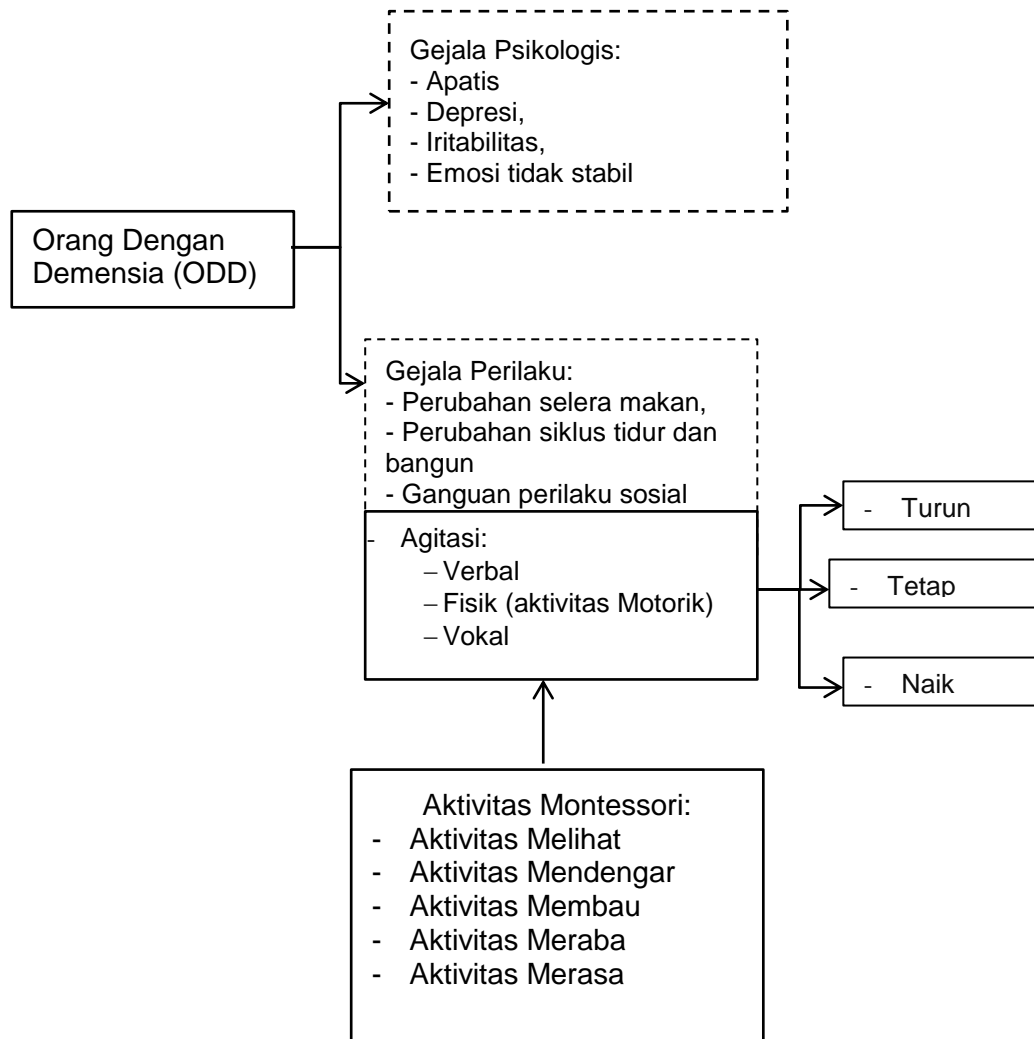 Gejala Psikologis:
- Apatis
- Depresi,
- Iritabilitas,
- Emosi tidak stabil
Orang Dengan
Demensia (ODD)
Gejala Perilaku:
- Perubahan selera makan,
- Perubahan siklus tidur dan
bangun
- Ganguan perilaku sosial
- Agitasi:
– Verbal
– Fisik (aktivitas Motorik)
– Vokal
- Turun
- Tetap
- Naik
Aktivitas Montessori:
- Aktivitas Melihat
- Aktivitas Mendengar
- Aktivitas Membau
- Aktivitas Meraba
- Aktivitas Merasa